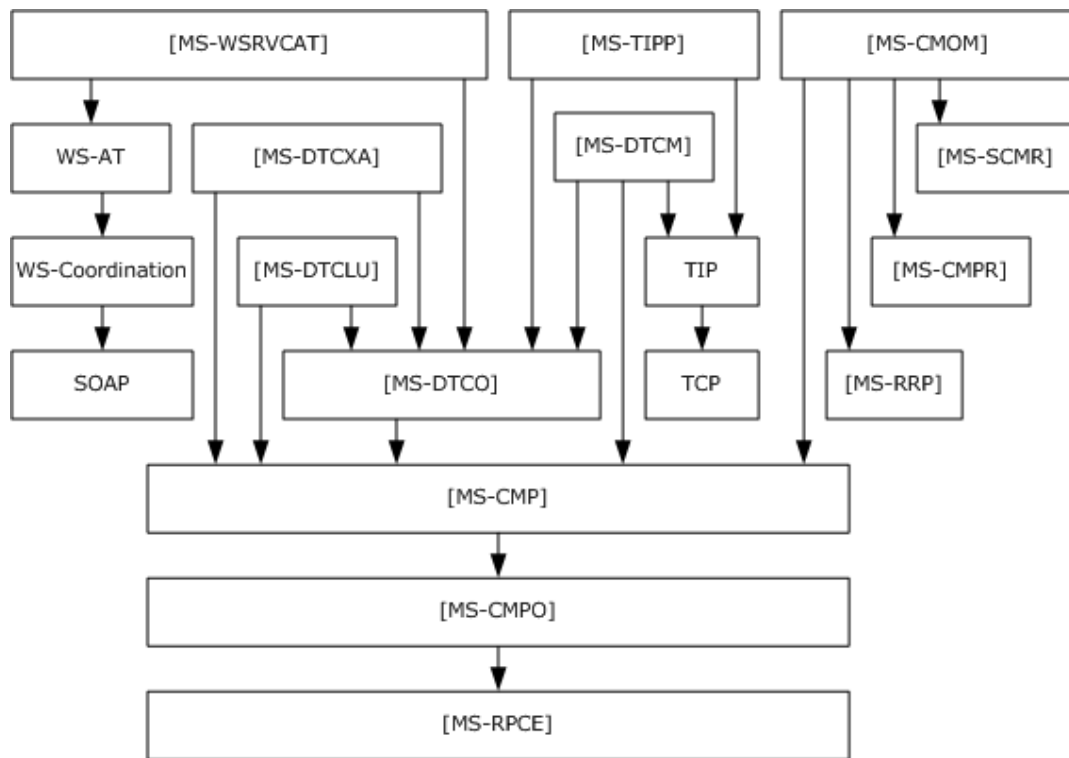 [MS-WSRVCAT]
[MS-TIPP]
[MS-CMOM]
WS-AT
[MS-DTCXA]
[MS-DTCM]
[MS-SCMR]
WS-Coordination
[MS-DTCLU]
TIP
[MS-CMPR]
SOAP
[MS-DTCO]
TCP
[MS-RRP]
[MS-CMP]
[MS-CMPO]
[MS-RPCE]